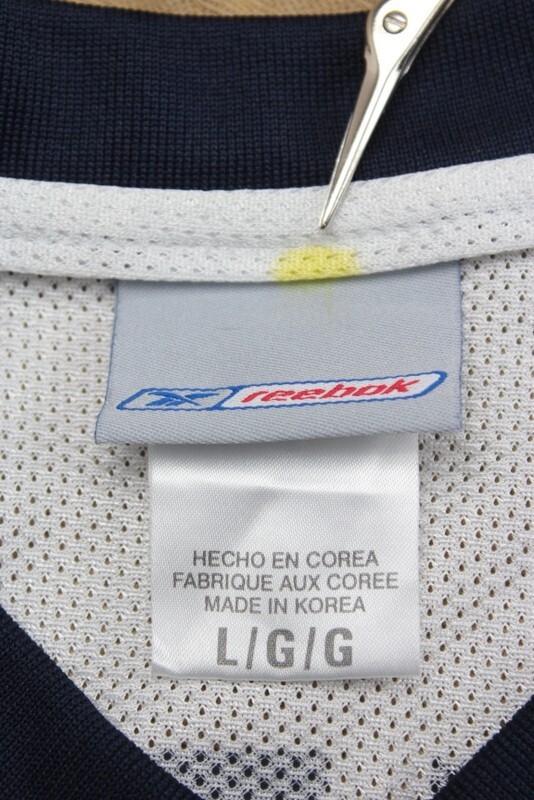 reebok
HECHO EN COREA
FABRIQUE AUX COREE
MADE IN KOREA
L/G/G